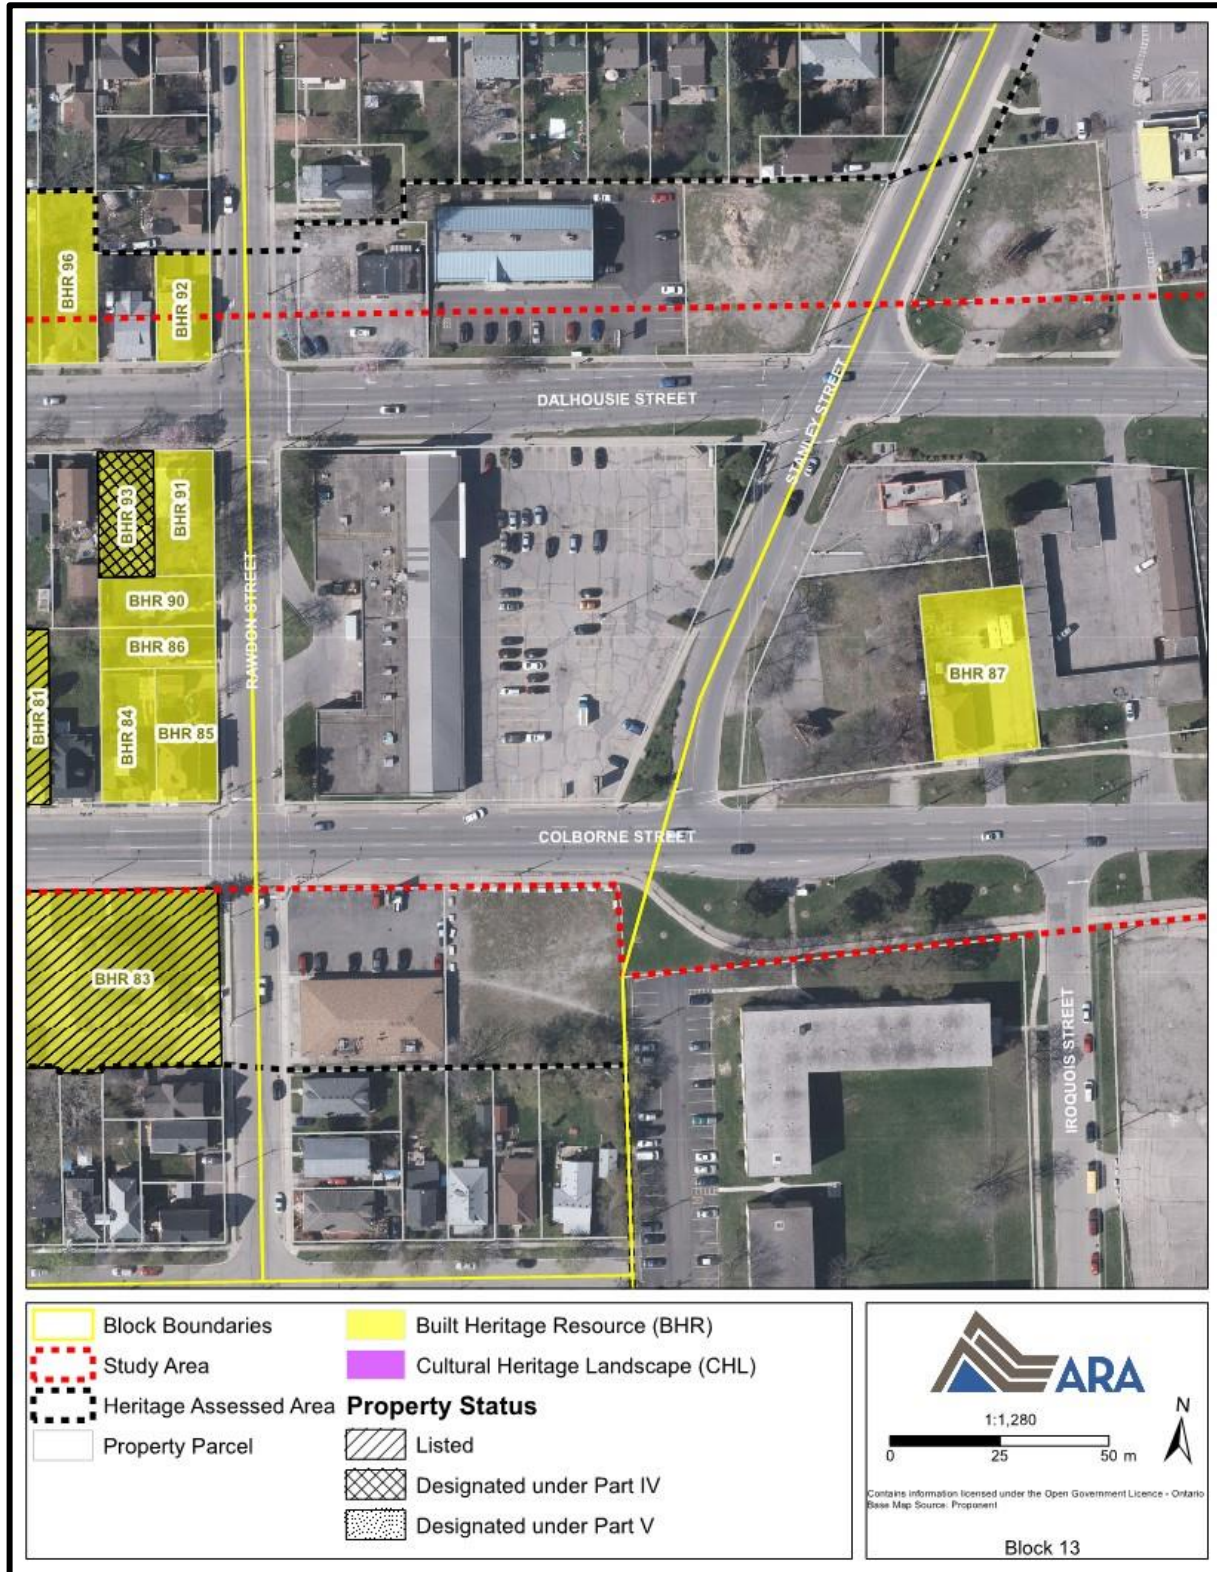 BHR 96
BHR 92
DALHOUSIE STREET
STANLEY STREET
BHR 93
BHR 91
RAWDON STREET
BHR 90
BHR 86
BHR 87
BHR 81
BHR 84
BHR 85
COLBORNE STREET
BHR 83
IROQUOIS STREET
Block Boundaries
Study Area
Heritage Assessed Area
Property Parcel
Built Heritage Resource (BHR)
Cultural Heritage Landscape (CHL)
Property Status
Listed
Designated under Part IV
Designated under Part V
ARA
N
1:1,280
0 25 50 m
Contains information licensed under the Open Government Licence - Ontario
Base Map Source: Proponent
Block 13